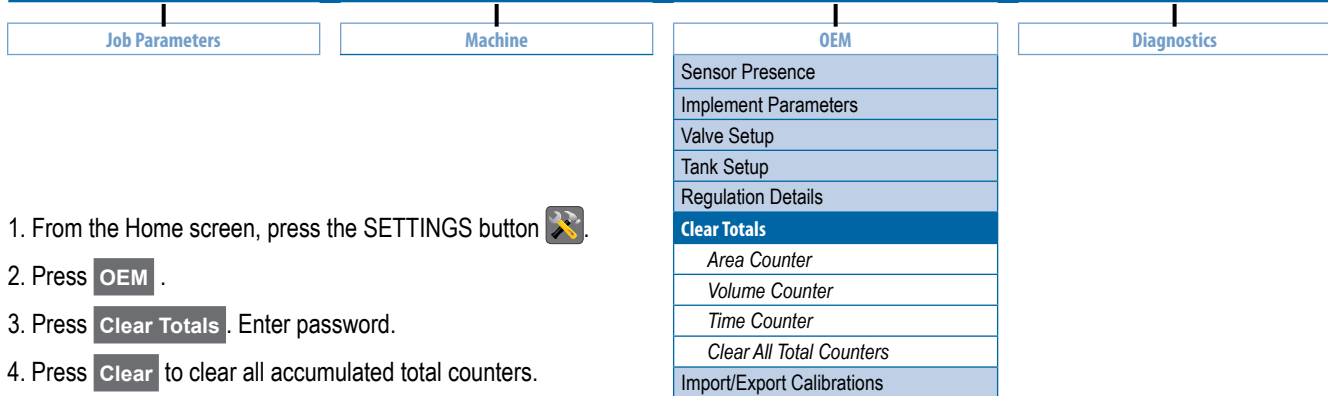 Job Parameters
Machine
OEM
Diagnostics
Sensor Presence
Implement Parameters
Valve Setup
Tank Setup
Regulation Details
Clear Totals
Area Counter
Volume Counter
Time Counter
Clear All Total Counters
Import/Export Calibrations
1. From the Home screen, press the SETTINGS button .
2. Press OEM .
3. Press Clear Totals . Enter password.
4. Press Clear to clear all accumulated total counters.